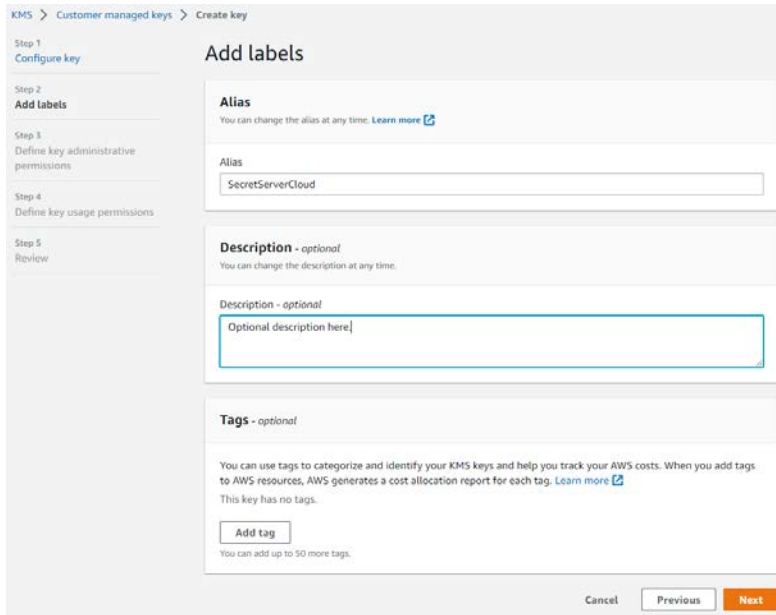 KMS > Customer managed keys > Create key
Step 1
Configure key
Step 2
Add labels
Step 3
Define key administrative
permissions
Step 4
Define key usage permissions
Step 5
Review
Add labels
Alias
You can change the alias at any time. Learn more
Alias
SecretServerCloud
Description - optional
You can change the description at any time.
Description - optional
Optional description here.
Tags - optional
You can use tags to categorize and identify your KMS keys and help you track your AWS costs. When you add tags
to AWS resources, AWS generates a cost allocation report for each tag. Learn more
This key has no tags.
Add tag
You can add up to 50 more tags.
Cancel Previous Next